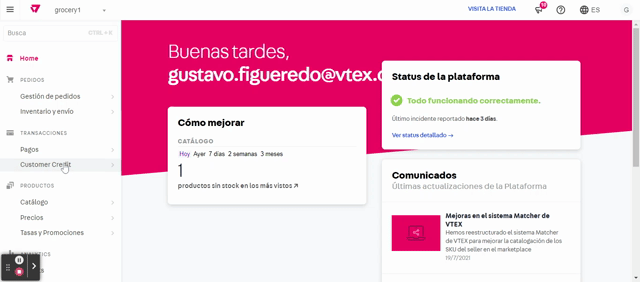 grocery1
VISITA LA TIENDA
ES
G
Busca
CTRL + K
Home
PEDIDOS
Gestión de pedidos
Inventario y envío
TRANSACCIONES
Pagos
Customer Credit
PRODUCTOS
Catálogo
Precios
Tasas y Promociones
Buenas tardes,
gustavo.figueredo@vtex.c
Cómo mejorar
CATÁLOGO
Hoy Ayer 7 días 2 semanas 3 meses
1
productos sin stock en los más vistos
Status de la plataforma
Todo funcionando correctamente.
Último incidente reportado hace 3 días.
Ver status detallado →
Comunicados
Últimas actualizaciones de la Plataforma
Mejoras en el sistema Matcher de
VTEX
Hemos reestructurado el sistema Matcher
de VTEX para mejorar la catalogación de los
SKU del seller en el marketplace
19/7/2021